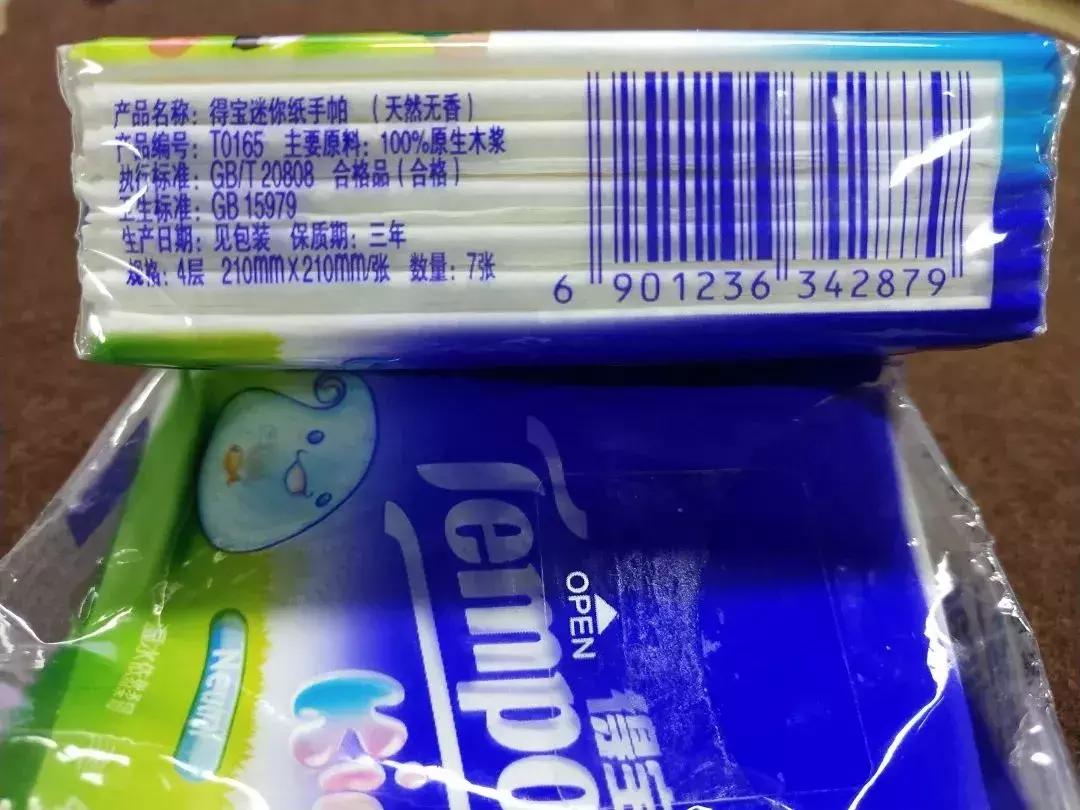 产品名称：得宝迷你纸手帕 （天然无香）
产品编号：T0165 主要原料：100%原生木浆
执行标准：GB/T 20808 合格品（合格）
卫生标准：GB 15979
生产日期：见包装 保质期：三年
规格：4层 210mmX210mm/张 数量：7张
6 901236 342879
Tempo
得宝
OPEN